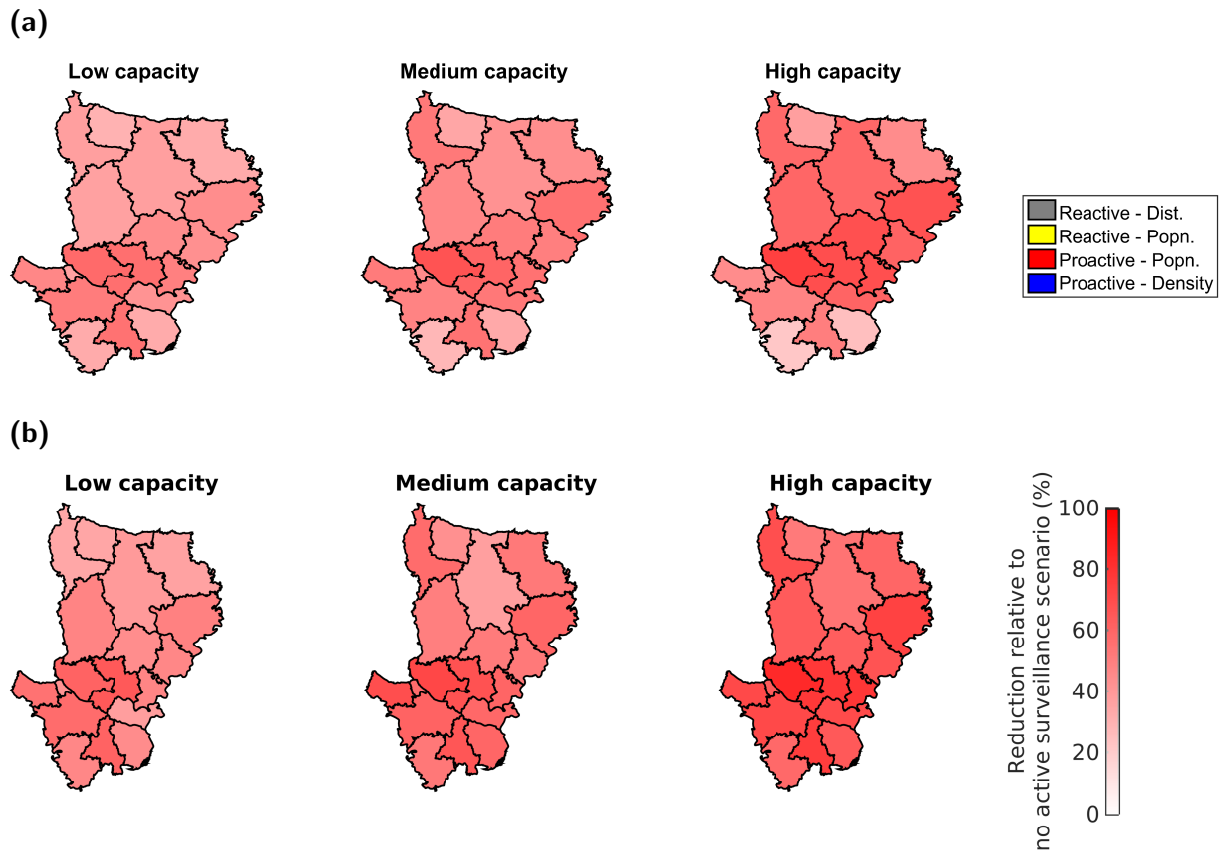 (a)
Low capacity
Medium capacity
High capacity
Reactive - Dist.
Reactive - Popn.
Proactive - Popn.
Proactive - Density
(b)
Low capacity
Medium capacity
High capacity
Reduction relative to
no active surveillance scenario (%)
100
80
60
40
20
0